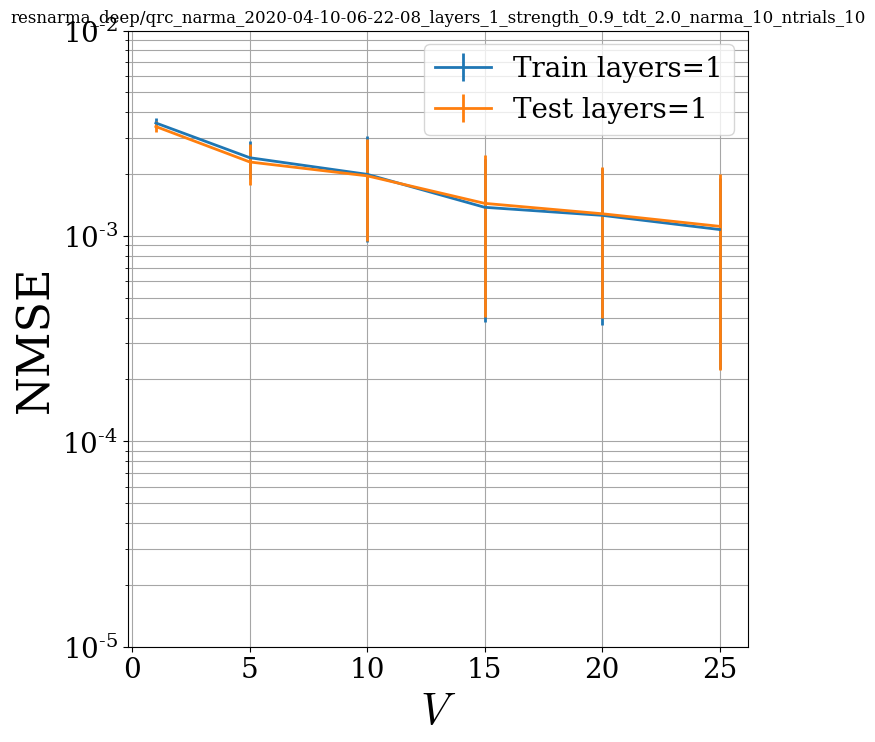 resnarma_deep/qrc_narma_2020-04-10-06-22-08_layers_1_strength_0.9_tdt_2.0_narma_10_ntrials_10
10^-2
Train layers=1
Test layers=1
10^-3
NMSE
10^-4
10^-5
0 5 10 15 20 25
V